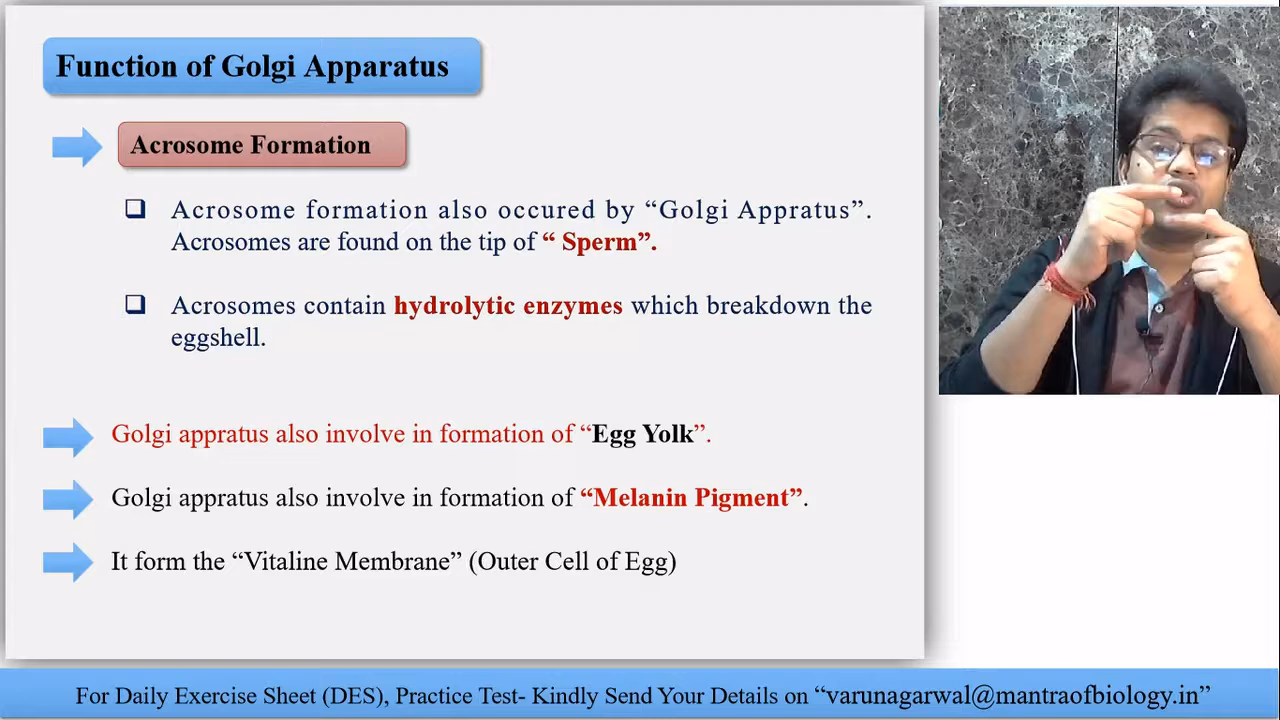 Function of Golgi Apparatus
Acrosome Formation
Acrosome formation also occured by “Golgi Appratus”.
Acrosomes are found on the tip of “ Sperm”.
Acrosomes contain hydrolytic enzymes which breakdown the
eggshell.
Golgi appratus also involve in formation of “Egg Yolk”.
Golgi appratus also involve in formation of “Melanin Pigment”.
It form the “Vitaline Membrane” (Outer Cell of Egg)
For Daily Exercise Sheet (DES), Practice Test- Kindly Send Your Details on “varunagarwal@mantraofbiology.in”